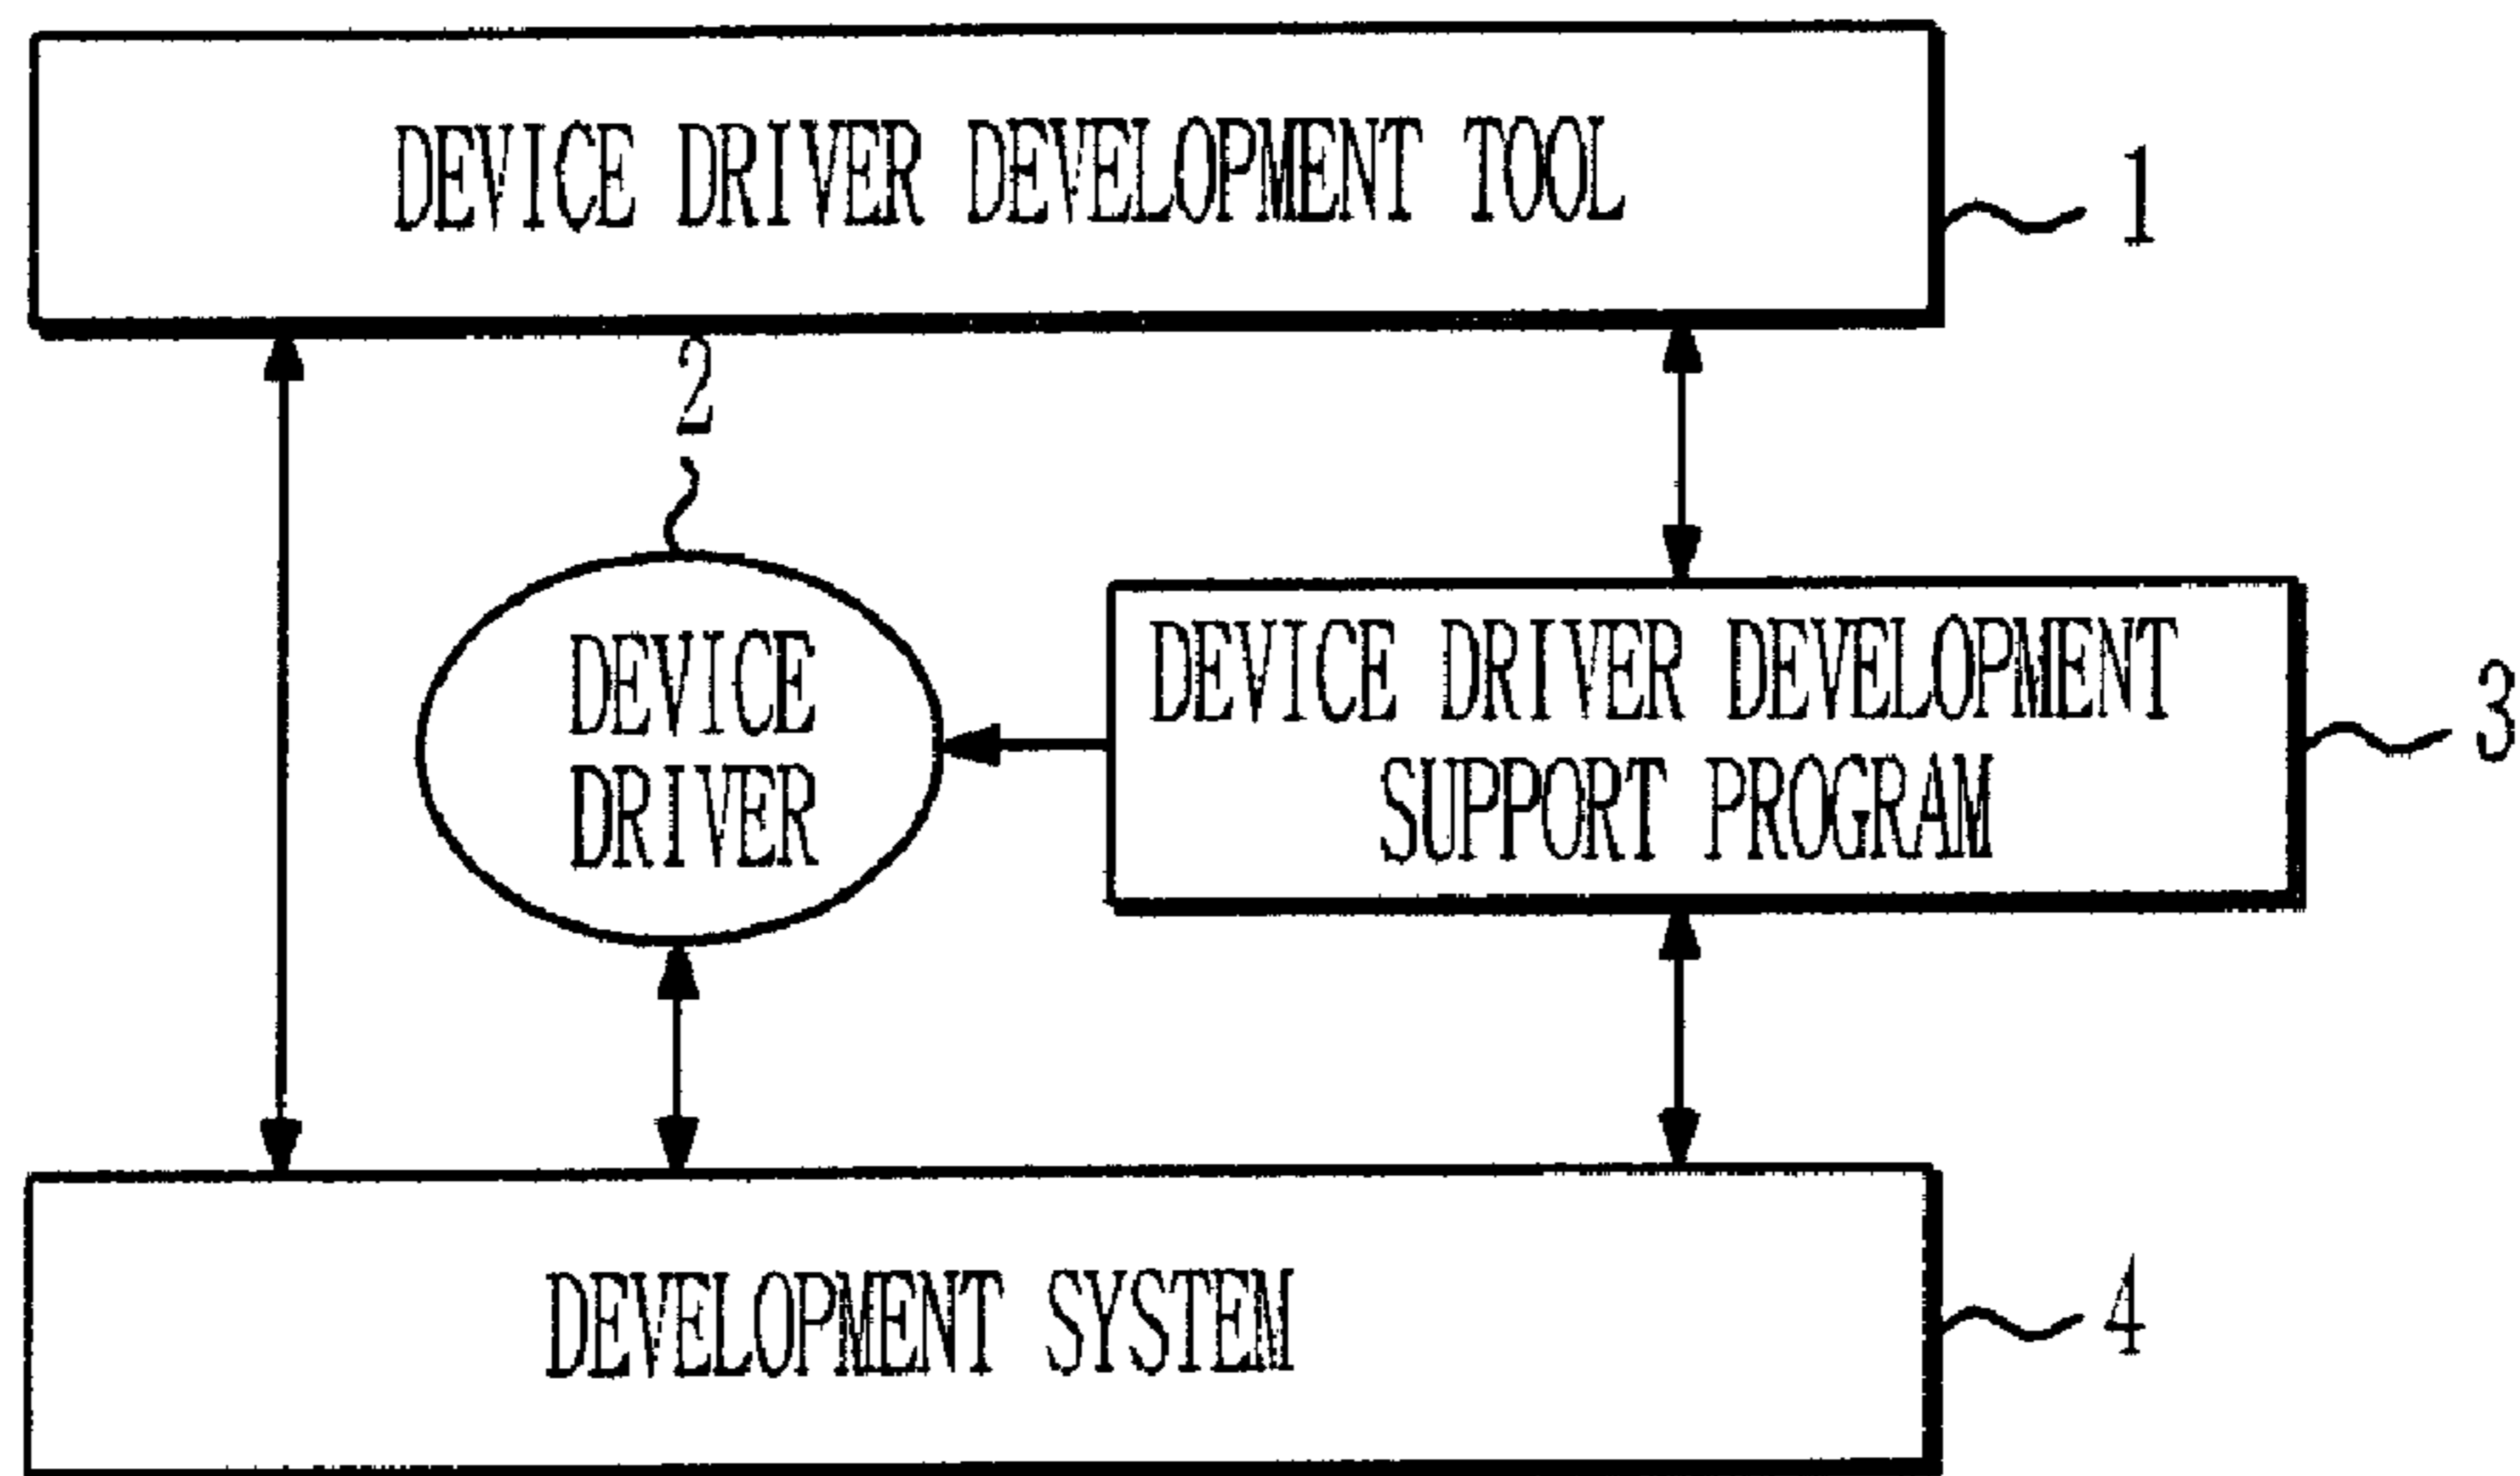 DEVICE DRIVER DEVELOPMENT TOOL
1
2
DEVICE
DRIVER
DEVICE DRIVER DEVELOPMENT
SUPPORT PROGRAM
3
DEVELOPMENT SYSTEM
4